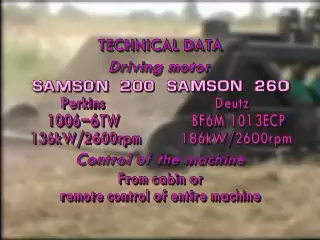 TECHNICAL DATA
Driving motor
SAMSON 200 SAMSON 260
Perkins Deutz
1006-6TW BF6M 1013ECP
136kW/2600rpm 186kW/2600rpm
Control of the machine
From cabin or
remote control of entire machine